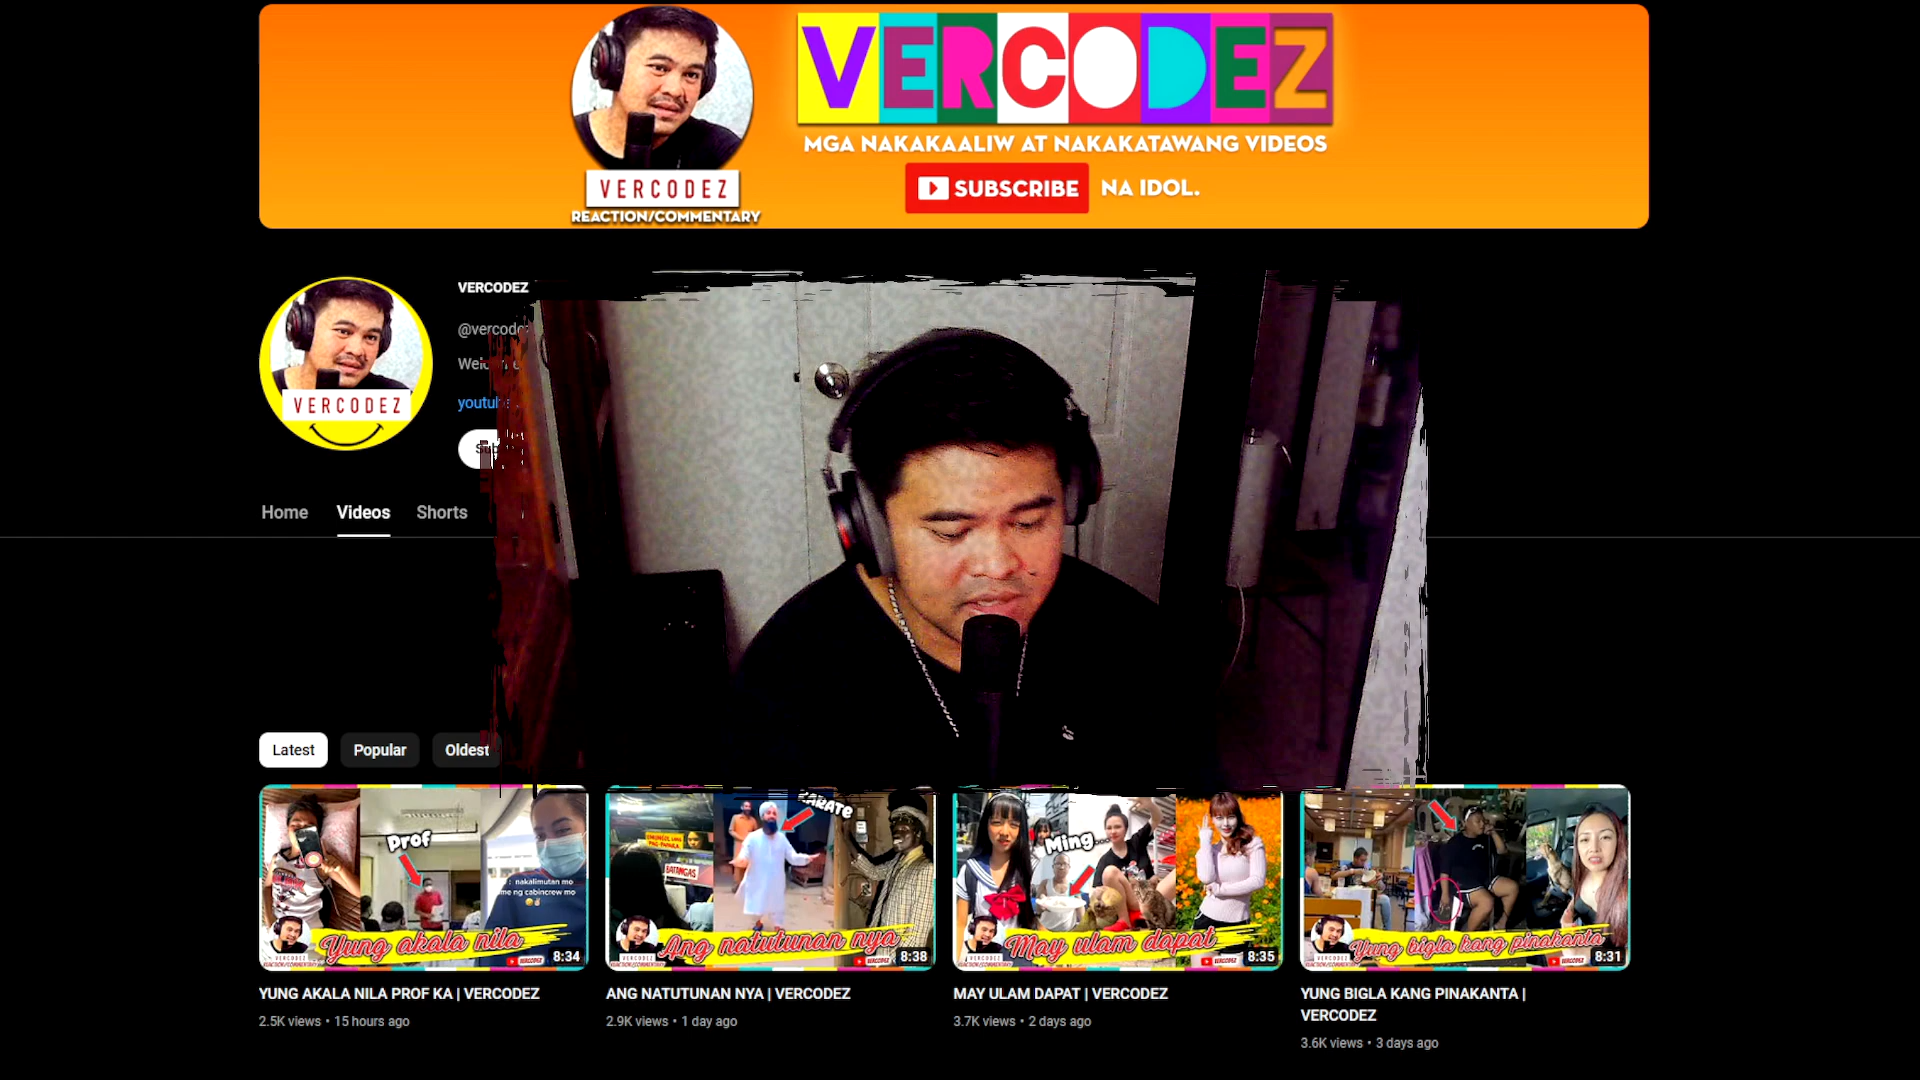 VERCODEZ
MGA NAKAKAALIW AT NAKAKATAWANG VIDEOS
SUBSCRIBE NA IDOL.
VERCODEZ
REACTION/COMMENTARY
VERCODEZ
VERCODEZ
Home Videos Shorts
Latest Popular Oldest
Prof
nakalimutan mo
Yung akala nila
8:34
KARATE
BATANGAS
Ang natutunan nya
8:38
Ming...
May ulam dapat
8:35
Yung bigla kang pinakanta
8:31
YUNG AKALA NILA PROF KA | VERCODEZ
2.5K views • 15 hours ago
ANG NATUTUNAN NYA | VERCODEZ
2.9K views • 1 day ago
MAY ULAM DAPAT | VERCODEZ
3.7K views • 2 days ago
YUNG BIGLA KANG PINAKANTA |
VERCODEZ
3.6K views • 3 days ago